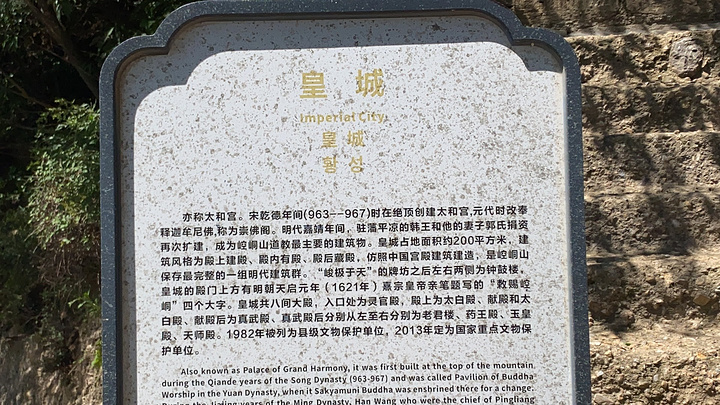 皇 城
Imperial City
皇 城
황 성
亦称太和宫。宋乾德年间(963--967)时在绝顶创建太和宫,元代时改奉
释迦牟尼佛,称为崇佛阁。明代嘉靖年间，驻藩平凉的韩王和他的妻子郭氏捐资
再次扩建，成为崆峒山道教最主要的建筑物。皇城占地面积约200平方米，建
筑风格为殿上建殿、殿内有殿、殿后藏殿，仿照中国宫殿建筑建造，是崆峒山
保存最完整的一组明代建筑群。“峻极于天”的牌坊之后左右两侧为钟鼓楼，
皇城的殿门上方有明朝天启元年（1621年）熹宗皇帝亲笔题写的“敕赐崆
峒”四个大字。皇城共八间大殿，入口处为灵官殿，殿上为太白殿、献殿和太
白殿、献殿后为真武殿、真武殿后分别从左至右分别为老君楼、药王殿、玉皇
殿、天师殿。1982年被列为县级文物保护单位，2013年定为国家重点文物保
护单位。
Also known as Palace of Grand Harmony, it was first built at the top of the mountain
during the Qiande years of the Song Dynasty (963-967) and was called Pavilion of Buddha
Worship in the Yuan Dynasty, when it Sakyamuni Buddha was enshrined there for a change.
During the Jiajing years of the Ming Dynasty, Han Wang who were the chief of Pingliang